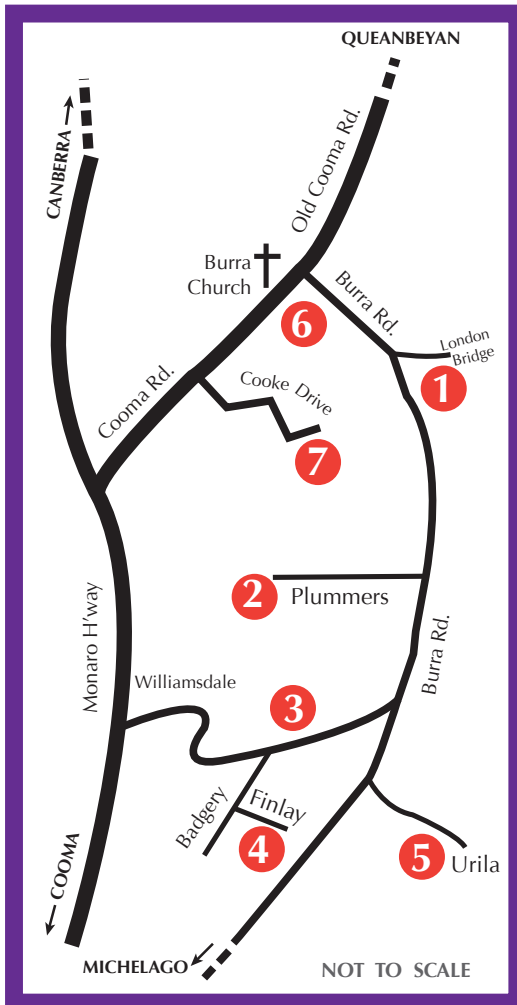 QUEANBEYAN
CANBERRA
Old Cooma Rd.
Burra
Church
Burra Rd.
6
London
Bridge
1
Cooma Rd.
Cooke Drive
7
2
Plummers
Monaro H'way
Burra Rd.
Williamsdale
3
Badgery
Finlay
4
5
Urila
COOMA
MICHELAGO
NOT TO SCALE